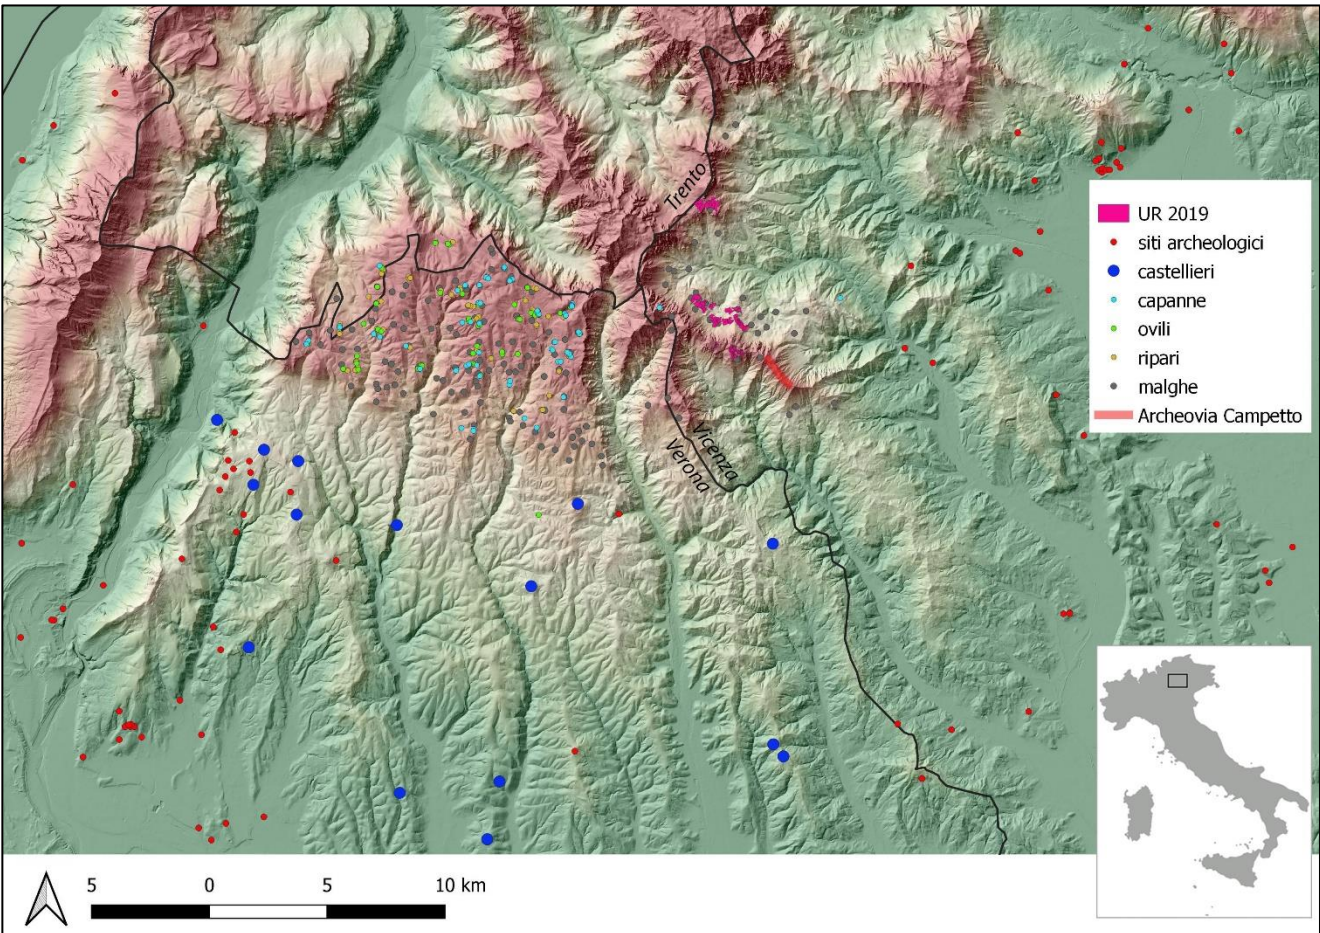 Trento
Vicenza
Verona
UR 2019
siti archeologici
castellieri
capanne
ovili
ripari
malghe
Archeovia Campetto
5 0 5 10 km